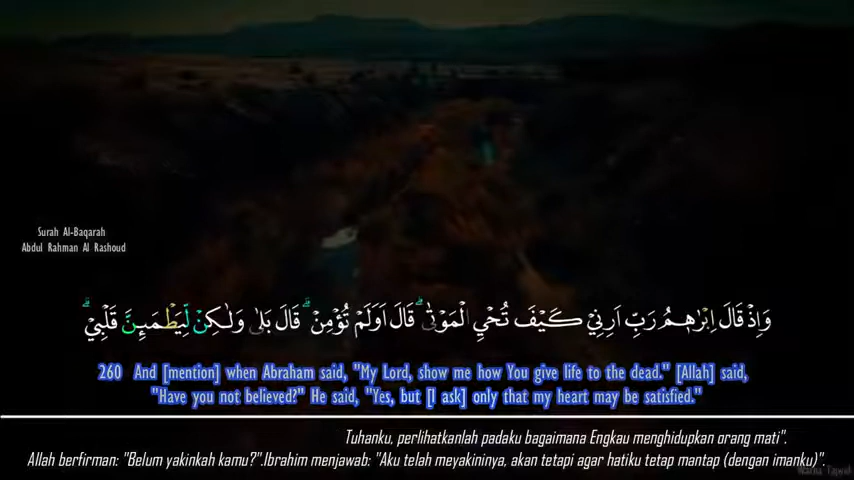 Surah Al-Baqarah
Abdul Rahman Al Rashoud
وَاِذْ قَالَ اِبْرٰهٖمُ رَبِّ اَرِنِيْ كَيْفَ تُحْيِ الْمَوْتٰىۗ قَالَ اَوَلَمْ تُؤْمِنْ ۗ قَالَ بَلٰى وَلٰكِنْ لِّيَطْمَىِٕنَّ قَلْبِيْ ۗ
260 And [mention] when Abraham said, "My Lord, show me how You give life to the dead." [Allah] said,
"Have you not believed?" He said, "Yes, but [I ask] only that my heart may be satisfied."
Tuhanku, perlihatkanlah padaku bagaimana Engkau menghidupkan orang mati".
Allah berfirman: "Belum yakinkah kamu?".Ibrahim menjawab: "Aku telah meyakininya, akan tetapi agar hatiku tetap mantap (dengan imanku)".